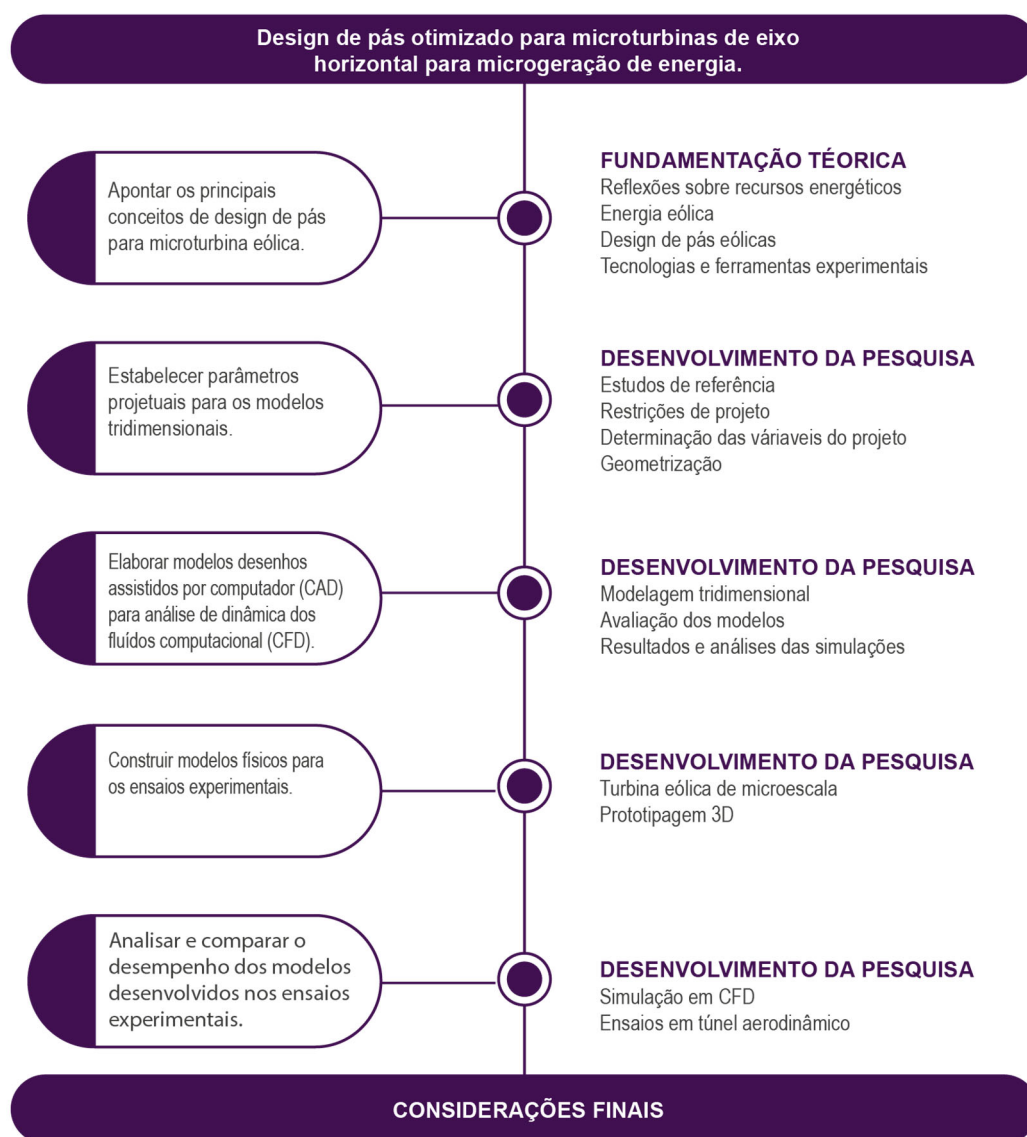 Design de pás otimizado para microturbinas de eixo
horizontal para microgeração de energia.
Apontar os principais
conceitos de design de pás
para microturbina eólica.
FUNDAMENTAÇÃO TÉORICA
Reflexões sobre recursos energéticos
Energia eólica
Design de pás eólicas
Tecnologias e ferramentas experimentais
Estabelecer parâmetros
projetuais para os modelos
tridimensionais.
DESENVOLVIMENTO DA PESQUISA
Estudos de referência
Restrições de projeto
Determinação das váriaveis do projeto
Geometrização
Elaborar modelos desenhos
assistidos por computador (CAD)
para análise de dinâmica dos
fluídos computacional (CFD).
DESENVOLVIMENTO DA PESQUISA
Modelagem tridimensional
Avaliação dos modelos
Resultados e análises das simulações
Construir modelos físicos para
os ensaios experimentais.
DESENVOLVIMENTO DA PESQUISA
Turbina eólica de microescala
Prototipagem 3D
Analisar e comparar o
desempenho dos modelos
desenvolvidos nos ensaios
experimentais.
DESENVOLVIMENTO DA PESQUISA
Simulação em CFD
Ensaios em túnel aerodinâmico
CONSIDERAÇÕES FINAIS